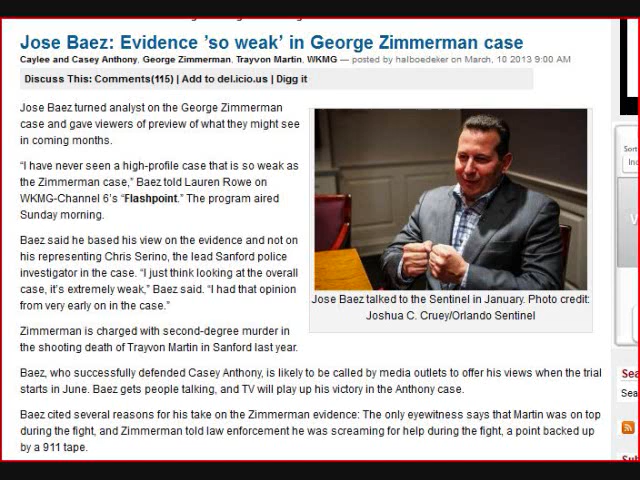 Jose Baez: Evidence ’so weak’ in George Zimmerman case
Caylee and Casey Anthony, George Zimmerman, Trayvon Martin, WKMG — posted by halboedeker on March, 10 2013 9:00 AM
Discuss This: Comments(115) | Add to del.icio.us | Digg it
Jose Baez turned analyst on the George Zimmerman
case and gave viewers of preview of what they might see
in coming months.
“I have never seen a high-profile case that is so weak as
the Zimmerman case,” Baez told Lauren Rowe on
WKMG-Channel 6’s “Flashpoint.” The program aired
Sunday morning.
Baez said he based his view on the evidence and not on
his representing Chris Serino, the lead Sanford police
investigator in the case. “I just think looking at the overall
case, it’s extremely weak,” Baez said. “I had that opinion
from very early on in the case.”
Zimmerman is charged with second-degree murder in
the shooting death of Trayvon Martin in Sanford last year.
Jose Baez talked to the Sentinel in January. Photo credit:
Joshua C. Cruey/Orlando Sentinel
Baez, who successfully defended Casey Anthony, is likely to be called by media outlets to offer his views when the trial
starts in June. Baez gets people talking, and TV will play up his victory in the Anthony case.
Baez cited several reasons for his take on the Zimmerman evidence: The only eyewitness says that Martin was on top
during the fight, and Zimmerman told law enforcement he was screaming for help during the fight, a point backed up
by a 911 tape.
Sort
Inc
Sea
Sea